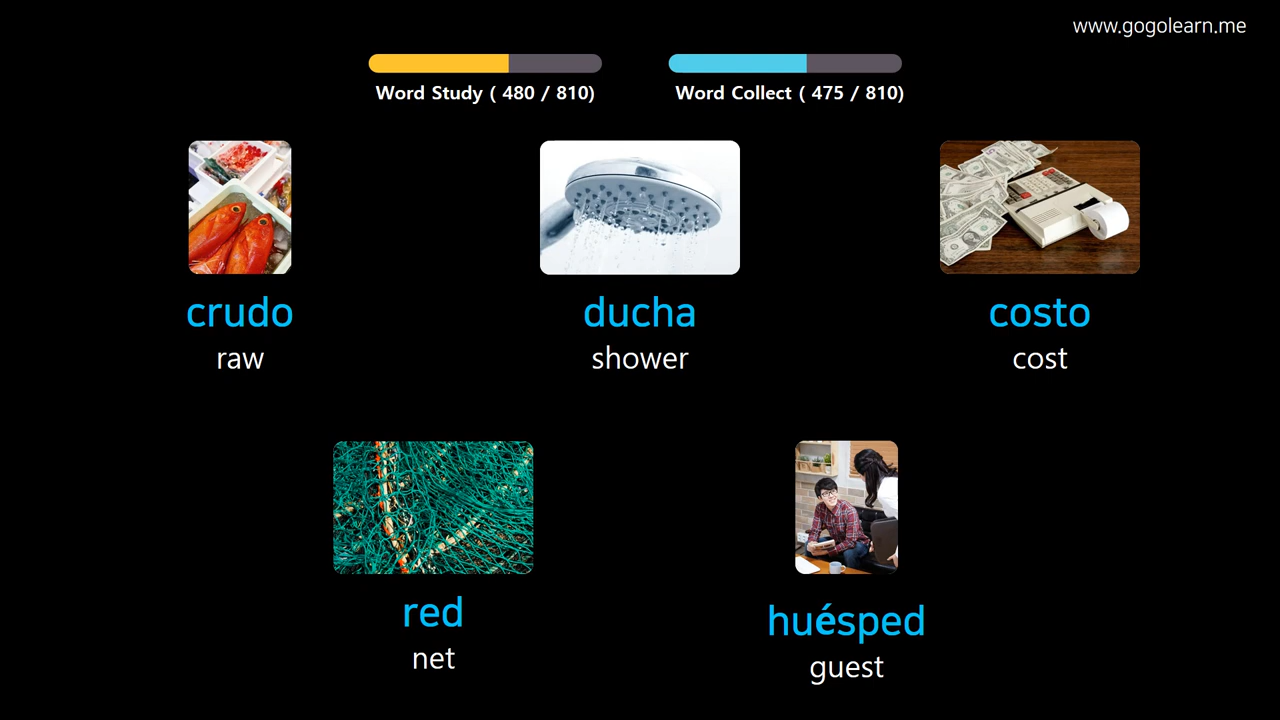 www.gogolearn.me
Word Study ( 480 / 810)
Word Collect ( 475 / 810)
crudo
raw
ducha
shower
costo
cost
red
net
huésped
guest